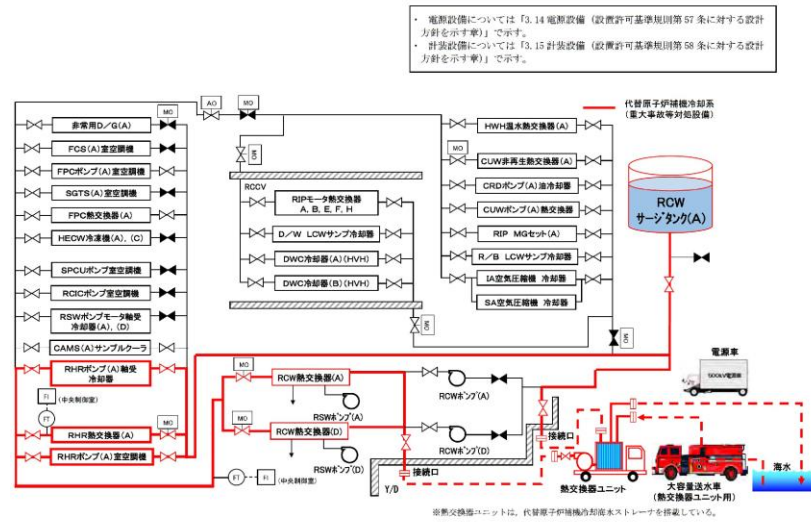 ・ 電源設備については「3.14 電源設備（設置許可基準規則第57条に対する設計
方針を示す章）」で示す。
・ 計装設備については「3.15 計装設備（設置許可基準規則第58条に対する設計
方針を示す章）」で示す。
代替原子炉補機冷却系
(重大事故等対処設備)
MO
AO
MO
非常用D／G(A)
FCS(A)室空調機
FPCポンプ(A)室空調機
SGTS(A)室空調機
FPC熱交換器(A)
HECW冷凍機(A)，(C)
SPCUポンプ室空調機
RCICポンプ室空調機
RSWポンプモータ軸受
冷却器(A)，(D)
CAMS(A)サンプルクーラ
RHRポンプ(A)軸受
冷却器
FI
(中央制御室)
FT
MO
RHR熱交換器(A)
RHRポンプ(A)室空調機
MO
RCCV
RIPモータ熱交換器
A, B, E, F, H
D／W LCWサンプ冷却器
DWC冷却器(A)(HVH)
DWC冷却器(B)(HVH)
MO
HWH温水熱交換器(A)
MO
CUW非再生熱交換器(A)
CRDポンプ(A)油冷却器
CUWポンプ(A)熱交換器
RIP MGセット(A)
R／B LCWサンプ冷却器
IA空気圧縮機 冷却器
SA空気圧縮機 冷却器
MO
RCW
サージタンク(A)
MO
RCW熱交換器(A)
RSWポンプ(A)
MO
RCW熱交換器(D)
RSWポンプ(D)
FT
FI
(中央制御室)
RCWポンプ(A)
RCWポンプ(D)
接続口
接続口
Y/D
電源車
500kV電源車
熱交換器ユニット
大容量送水車
(熱交換器ユニット用)
海水
※熱交換器ユニットは、代替原子炉補機冷却海水ストレーナを搭載している。